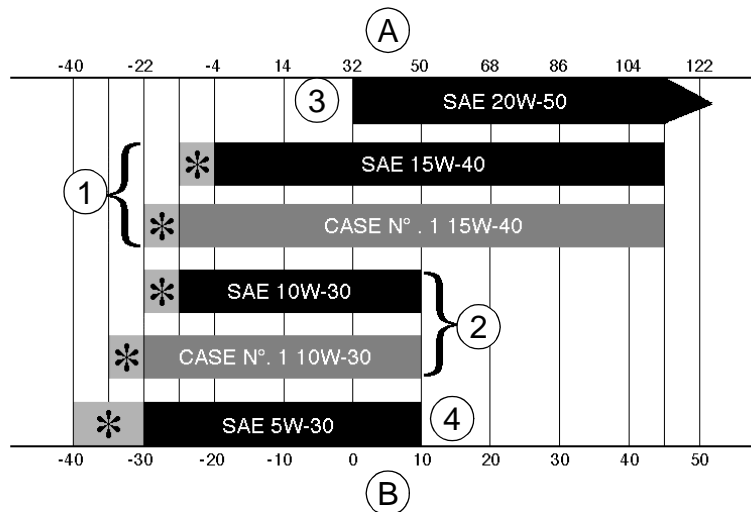 A
-40 -22 -4 14 32 50 68 86 104 122
3 SAE 20W-50
* SAE 15W-40
1
* CASE N° . 1 15W-40
* SAE 10W-30
2
* CASE N°. 1 10W-30
* SAE 5W-30 4
-40 -30 -20 -10 0 10 20 30 40 50
B